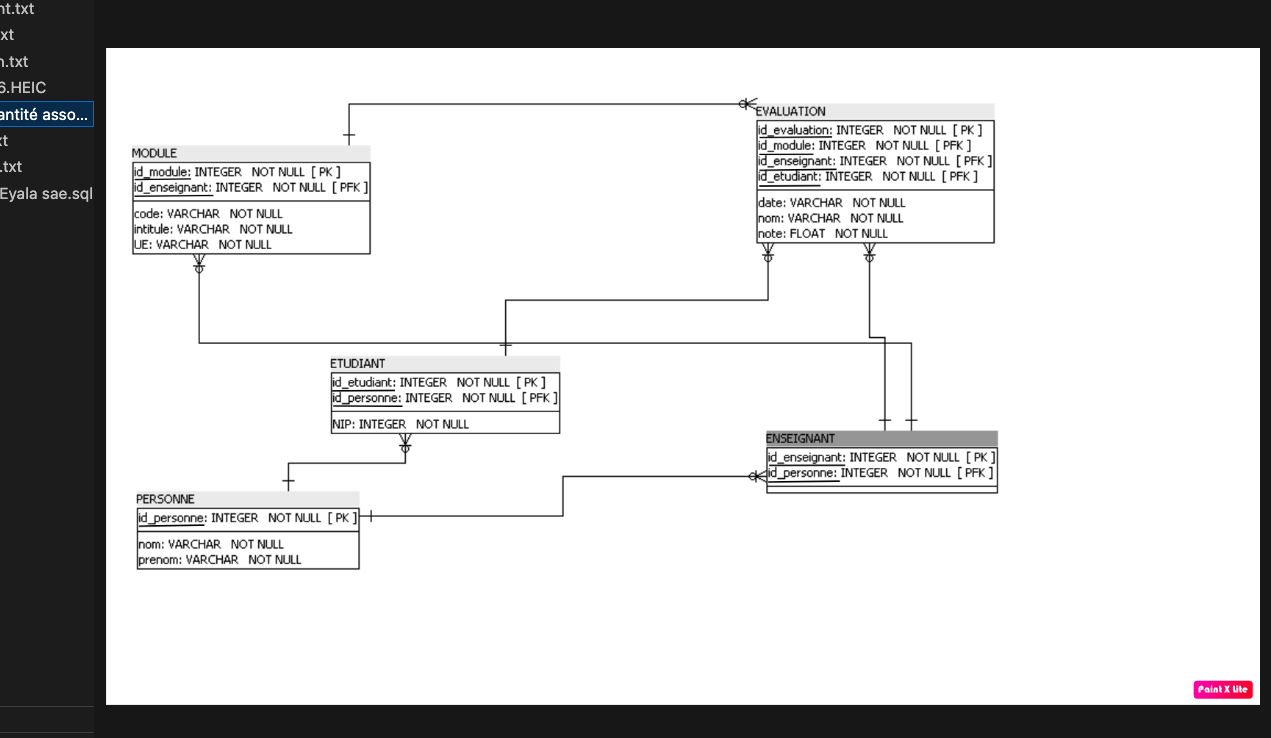 nt.txt
xt
n.txt
6.HEIC
antité asso...
xt
.txt
Eyala sae.sql
EVALUATION
id_evaluation: INTEGER NOT NULL [ PK ]
id_module: INTEGER NOT NULL [ PFK ]
id_enseignant: INTEGER NOT NULL [ PFK ]
id_etudiant: INTEGER NOT NULL [ PFK ]
date: VARCHAR NOT NULL
nom: VARCHAR NOT NULL
note: FLOAT NOT NULL
MODULE
id_module: INTEGER NOT NULL [ PK ]
id_enseignant: INTEGER NOT NULL [ PFK ]
code: VARCHAR NOT NULL
intitule: VARCHAR NOT NULL
UE: VARCHAR NOT NULL
ETUDIANT
id_etudiant: INTEGER NOT NULL [ PK ]
id_personne: INTEGER NOT NULL [ PFK ]
NIP: INTEGER NOT NULL
ENSEIGNANT
id_enseignant: INTEGER NOT NULL [ PK ]
id_personne: INTEGER NOT NULL [ PFK ]
PERSONNE
id_personne: INTEGER NOT NULL [ PK ]
nom: VARCHAR NOT NULL
prenom: VARCHAR NOT NULL
Paint X Lite